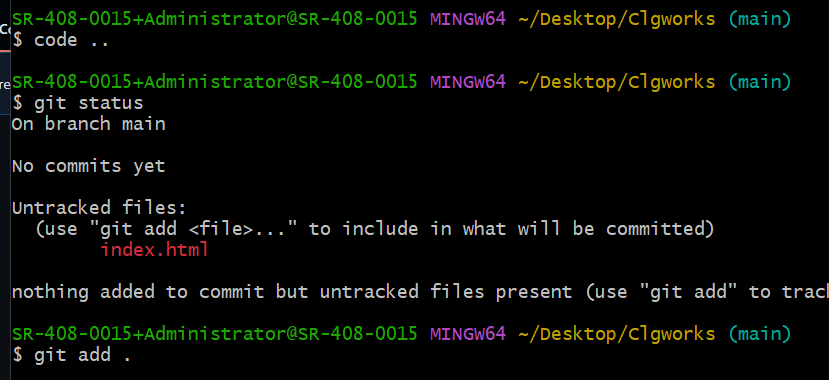 SR-408-0015+Administrator@SR-408-0015 MINGW64 ~/Desktop/Clgworks (main)
$ code ..
SR-408-0015+Administrator@SR-408-0015 MINGW64 ~/Desktop/Clgworks (main)
$ git status
On branch main
No commits yet
Untracked files:
(use "git add <file>..." to include in what will be committed)
index.html
nothing added to commit but untracked files present (use "git add" to
SR-408-0015+Administrator@SR-408-0015 MINGW64 ~/Desktop/Clgworks (main)
$ git add .